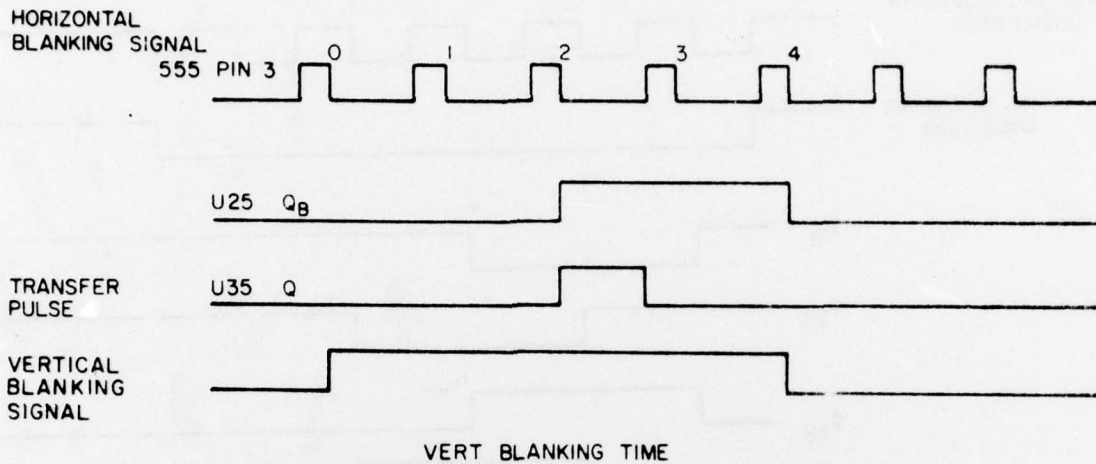 HORIZONTAL
BLANKING SIGNAL
555 PIN 3
0 1 2 3 4
U25 QB
TRANSFER
PULSE
U35 Q
VERTICAL
BLANKING
SIGNAL
VERT BLANKING TIME